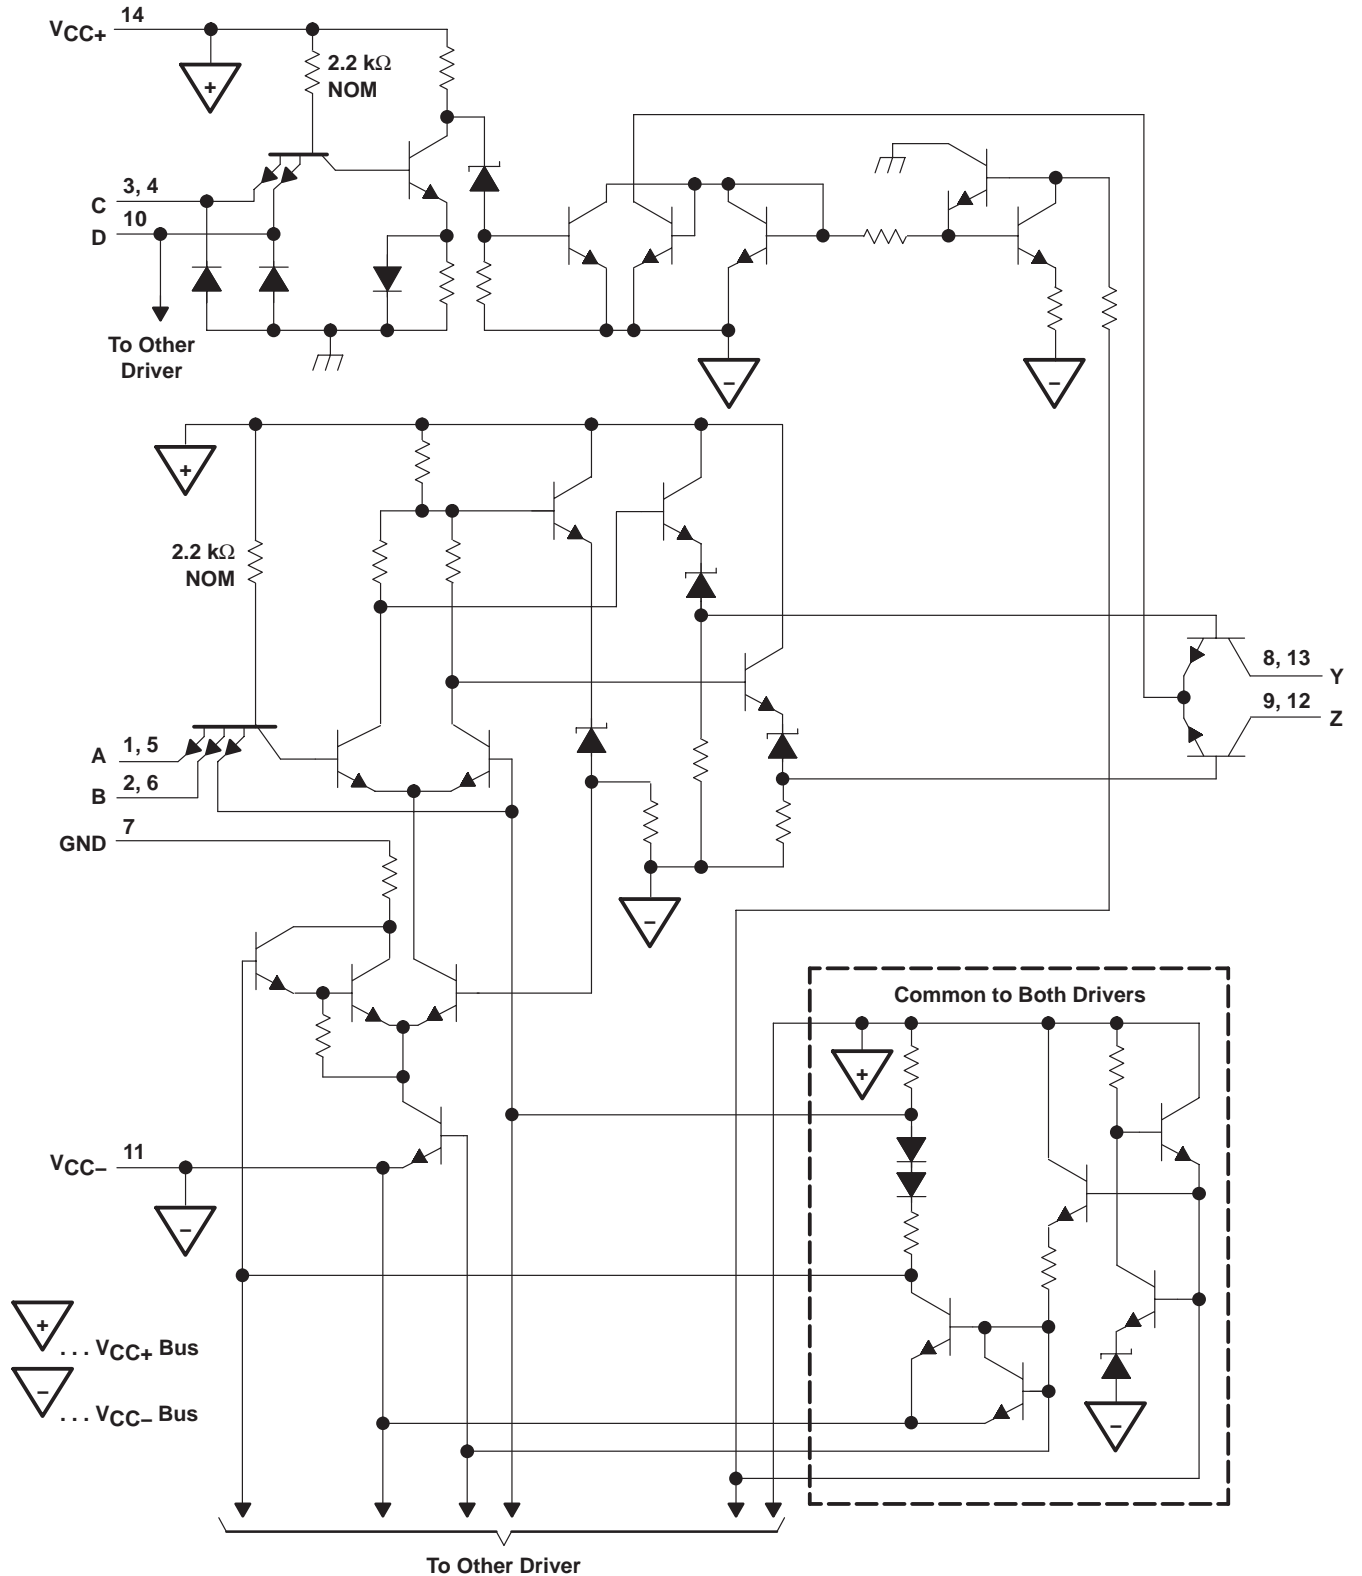 VCC+ 14
2.2 kΩ
NOM
+
C 3, 4
D 10
To Other
Driver
−
−
+
2.2 kΩ
NOM
8, 13 Y
9, 12 Z
A 1, 5
B 2, 6
GND 7
−
Common to Both Drivers
+
VCC− 11
−
+ . . . VCC+ Bus
− . . . VCC− Bus
−
To Other Driver